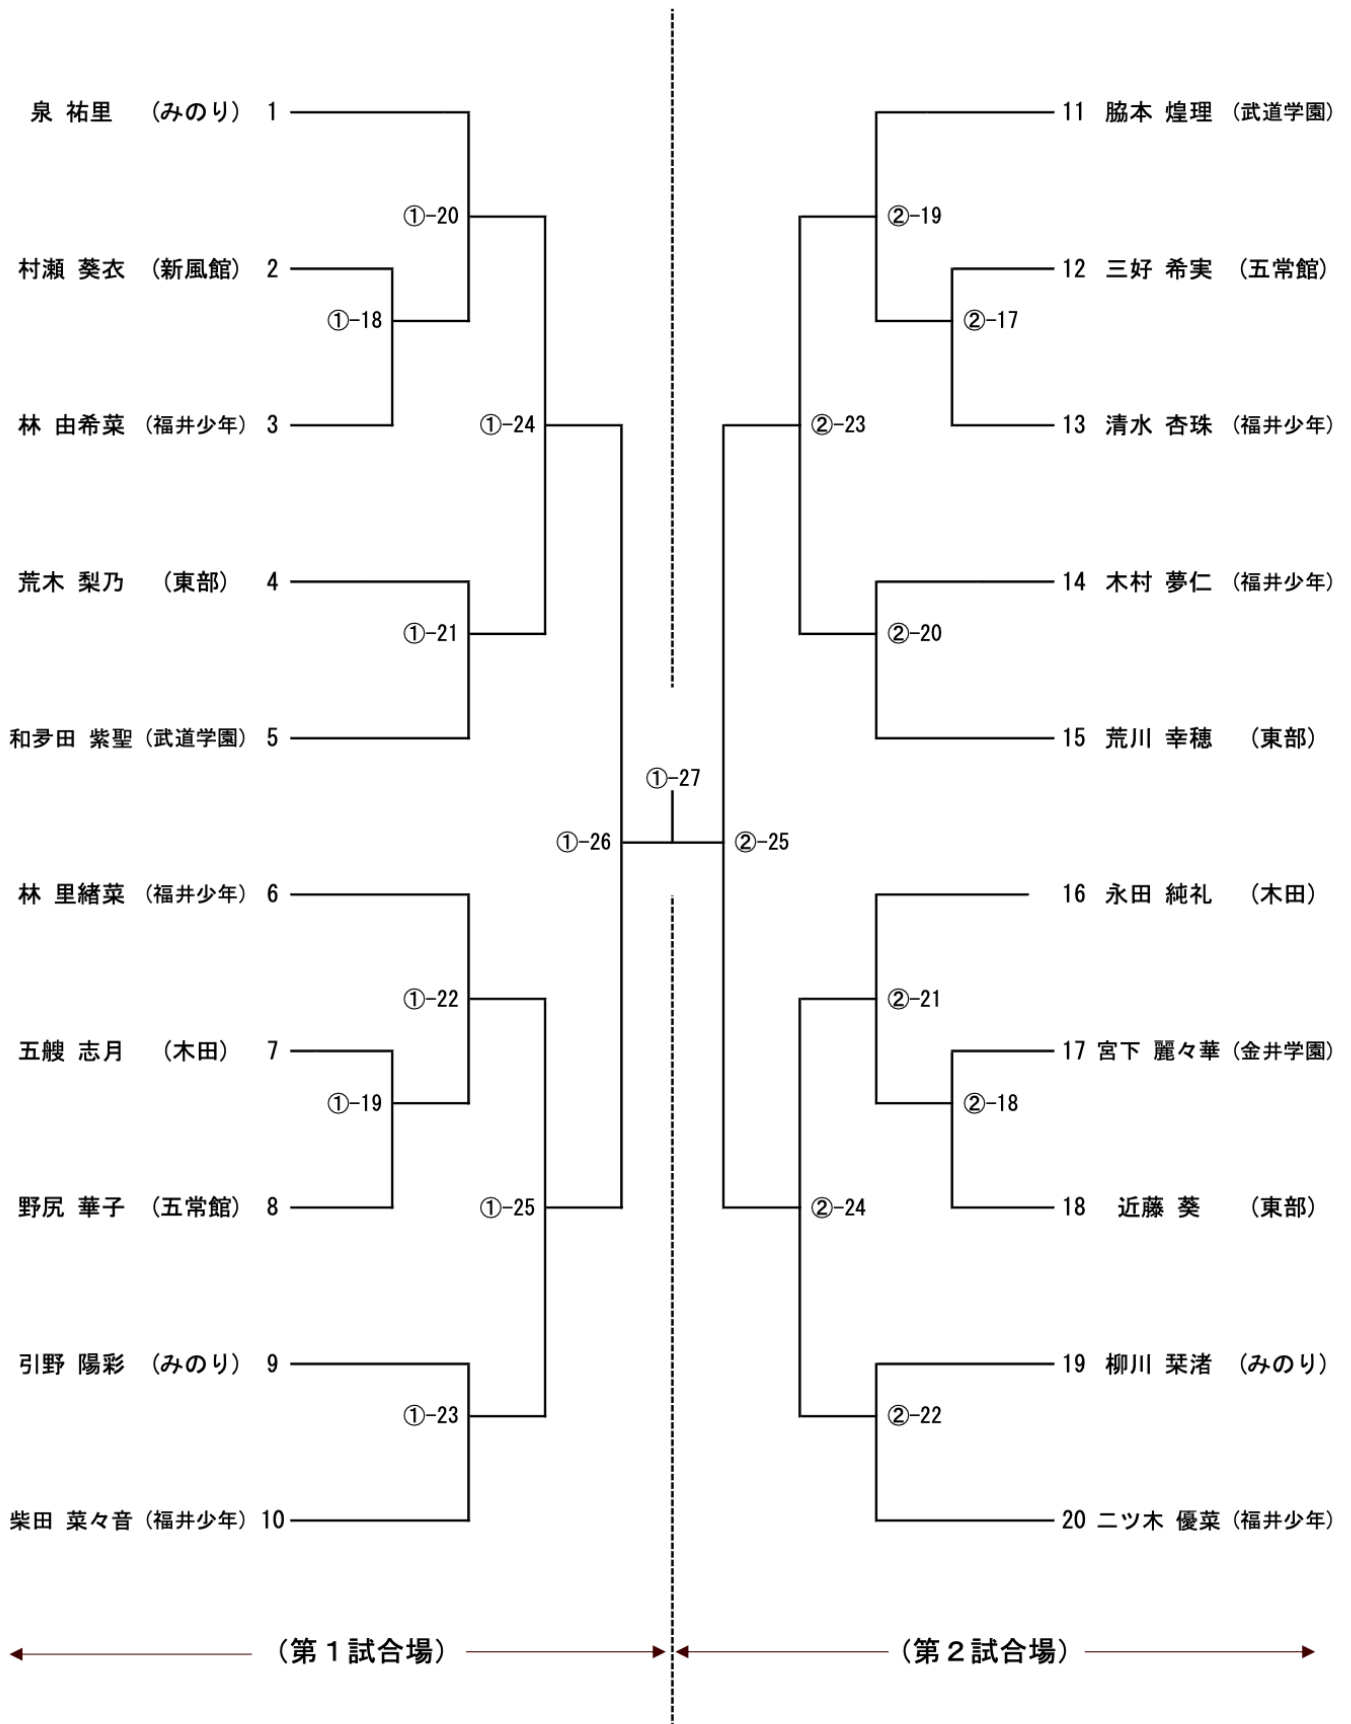 泉 祐里 （みのり） 1
①-20
村瀬 葵衣 （新風館） 2
①-18
林 由希菜 （福井少年） 3
①-24
荒木 梨乃 （東部） 4
①-21
和夛田 紫聖 （武道学園） 5
①-27
①-26
林 里緒菜 （福井少年） 6
①-22
五艘 志月 （木田） 7
①-19
野尻 華子 （五常館） 8
①-25
引野 陽彩 （みのり） 9
①-23
柴田 菜々音 （福井少年） 10
（第１試合場）
11 脇本 煌理 （武道学園）
②-19
12 三好 希実 （五常館）
②-17
②-23
13 清水 杏珠 （福井少年）
14 木村 夢仁 （福井少年）
②-20
15 荒川 幸穂 （東部）
②-25
16 永田 純礼 （木田）
②-21
17 宮下 麗々華 （金井学園）
②-18
②-24
18 近藤 葵 （東部）
19 柳川 栞渚 （みのり）
②-22
20 二ツ木 優菜 （福井少年）
（第２試合場）